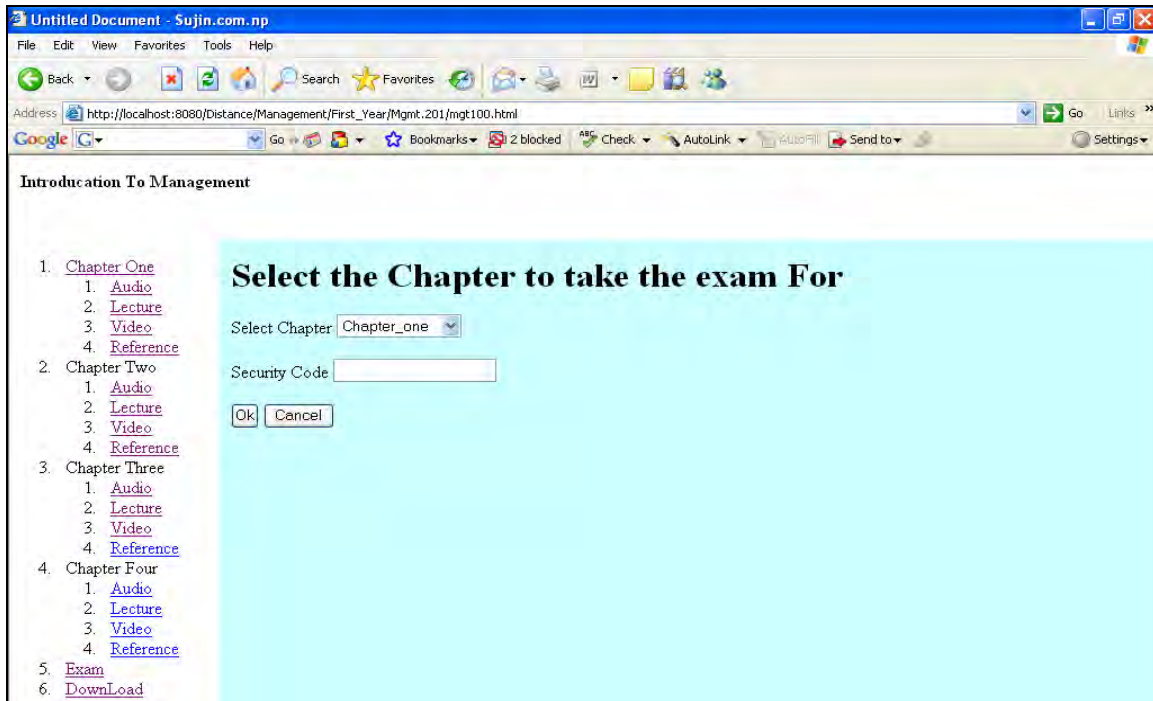 Untitled Document - Sujin.com.np
File Edit View Favorites Tools Help
Back Search Favorites
Address http://localhost:8080/Distance/Management/First_Year/Mgmt.201/mgt100.html Go Links »
Google G Go Bookmarks 2 blocked ABC Check AutoLink AutoFill Send to Settings
Introducation To Management
1. Chapter One
1. Audio
2. Lecture
3. Video
4. Reference
2. Chapter Two
1. Audio
2. Lecture
3. Video
4. Reference
3. Chapter Three
1. Audio
2. Lecture
3. Video
4. Reference
4. Chapter Four
1. Audio
2. Lecture
3. Video
4. Reference
5. Exam
6. DownLoad
Select the Chapter to take the exam For
Select Chapter Chapter_one
Security Code
Ok Cancel